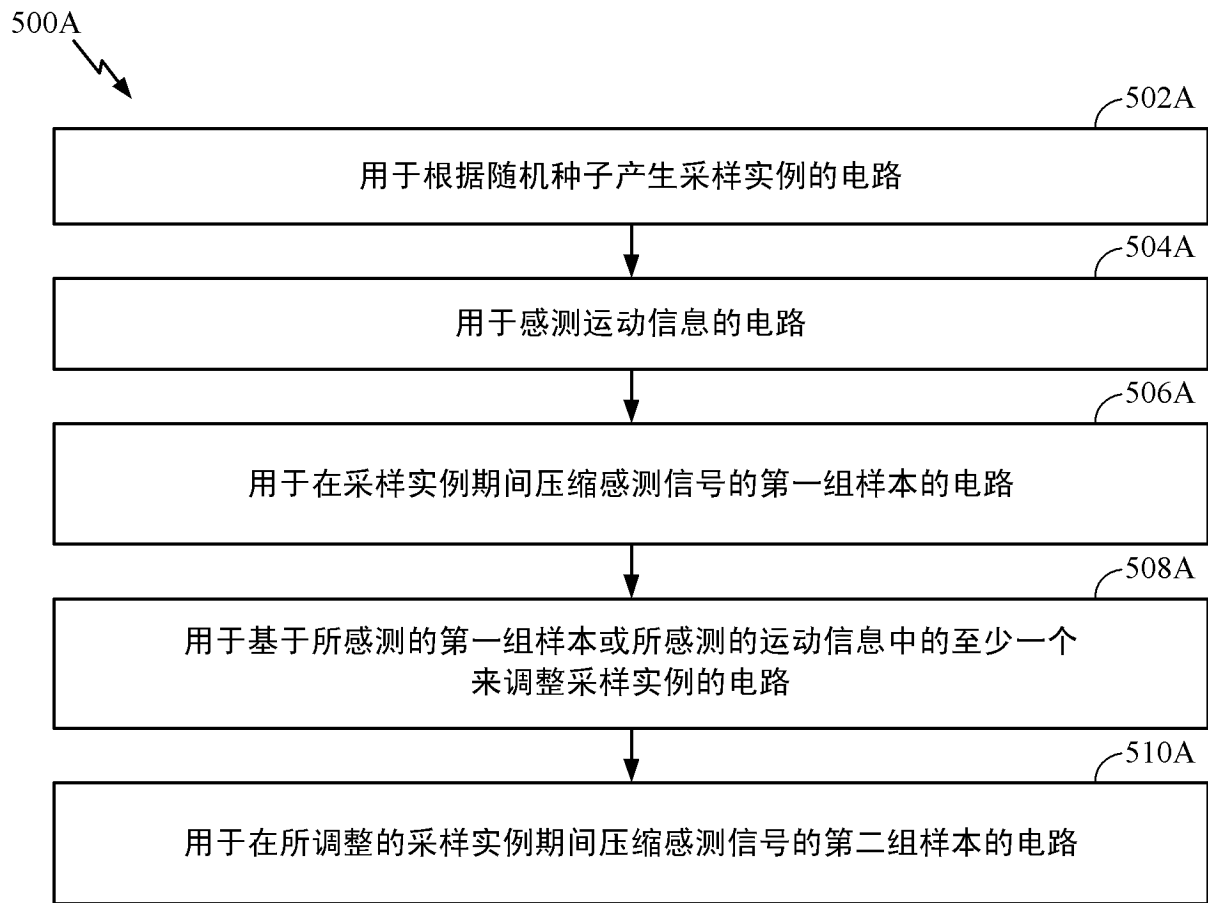 500A
502A
用于根据随机种子产生采样实例的电路
504A
用于感测运动信息的电路
506A
用于在采样实例期间压缩感测信号的第一组样本的电路
508A
用于基于所感测的第一组样本或所感测的运动信息中的至少一个
来调整采样实例的电路
510A
用于在所调整的采样实例期间压缩感测信号的第二组样本的电路